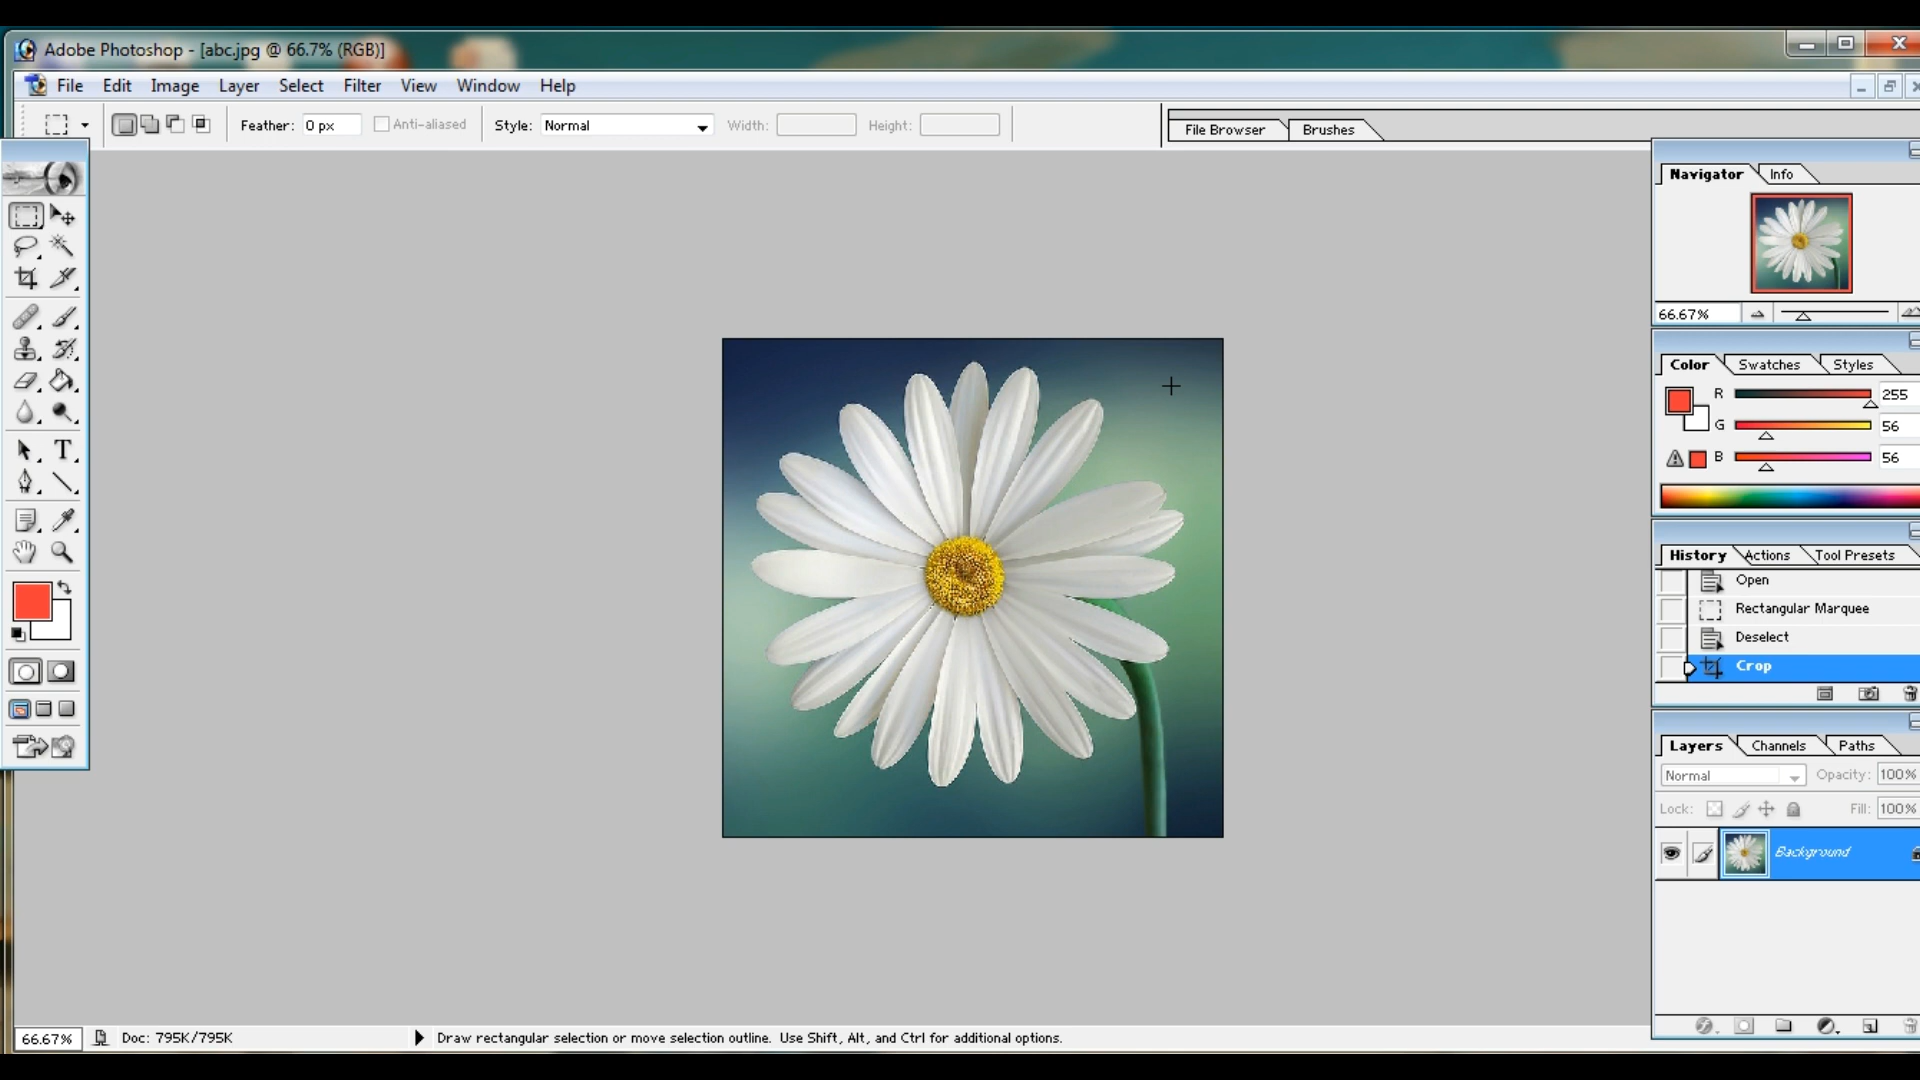 Adobe Photoshop - [abc.jpg @ 66.7% (RGB)]
File Edit Image Layer Select Filter View Window Help
Feather: 0 px Anti-aliased Style: Normal Width: Height:
File Browser Brushes
Navigator Info
66.67%
Color Swatches Styles
R 255
G 56
B 56
T
History Actions Tool Presets
Open
Rectangular Marquee
Deselect
Crop
Layers Channels Paths
Normal Opacity: 100%
Lock: Fill: 100%
Background
66.67% Doc: 795K/795K Draw rectangular selection or move selection outline. Use Shift, Alt, and Ctrl for additional options.